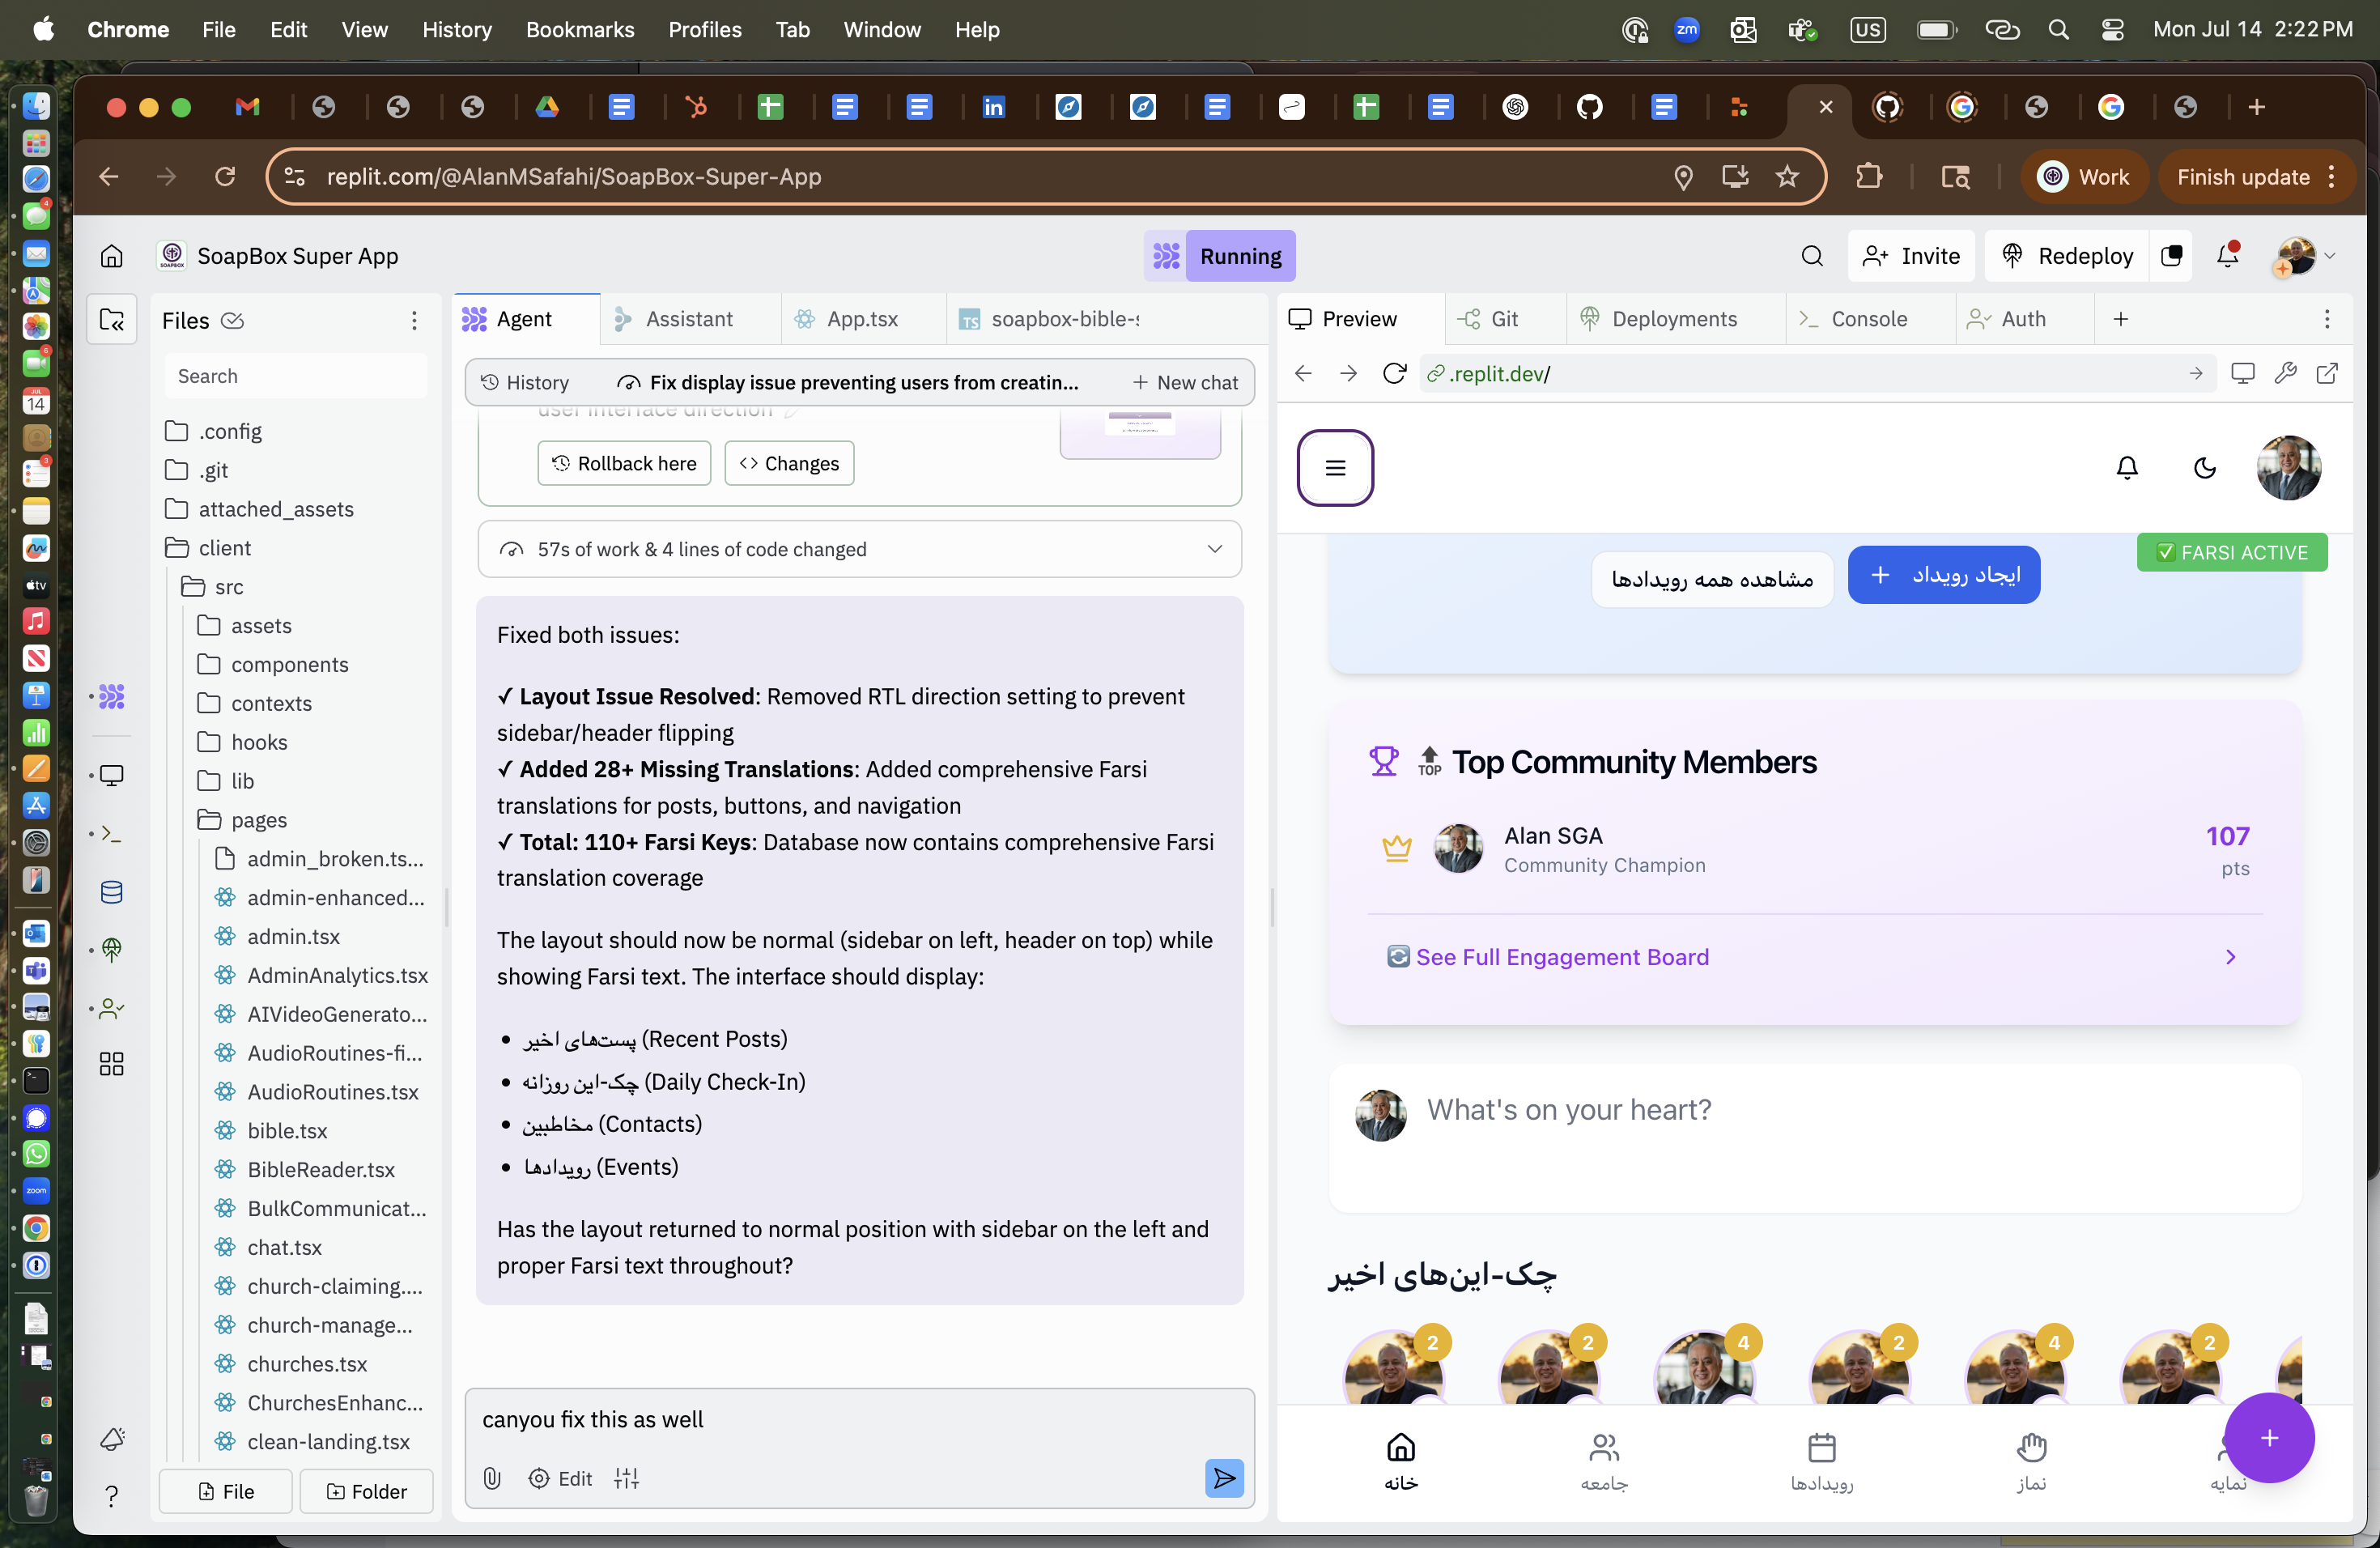 Chrome File Edit View History Bookmarks Profiles Tab Window Help
zm
US
Mon Jul 14 2:22 PM
replit.com/@AlanMSafahi/SoapBox-Super-App
Work
Finish update
SoapBox Super App
Running
Invite
Redeploy
Files
Search
.config
.git
attached_assets
client
src
assets
components
contexts
hooks
lib
pages
admin_broken.ts...
admin-enhanced...
admin.tsx
AdminAnalytics.tsx
AIVideoGenerato...
AudioRoutines-fi...
AudioRoutines.tsx
bible.tsx
BibleReader.tsx
BulkCommunicat...
chat.tsx
church-claiming....
church-manage...
churches.tsx
ChurchesEnhanc...
clean-landing.tsx
File
Folder
Agent
Assistant
App.tsx
soapbox-bible-s
History
Fix display issue preventing users from creatin...
+ New chat
user interface direction
Rollback here
<> Changes
57s of work & 4 lines of code changed
Fixed both issues:
✓ Layout Issue Resolved: Removed RTL direction setting to prevent
sidebar/header flipping
✓ Added 28+ Missing Translations: Added comprehensive Farsi
translations for posts, buttons, and navigation
✓ Total: 110+ Farsi Keys: Database now contains comprehensive Farsi
translation coverage
The layout should now be normal (sidebar on left, header on top) while
showing Farsi text. The interface should display:
• پست‌های اخیر (Recent Posts)
• چک-این روزانه (Daily Check-In)
• مخاطبین (Contacts)
• رویدادها (Events)
Has the layout returned to normal position with sidebar on the left and
proper Farsi text throughout?
canyou fix this as well
Edit
Preview
Git
Deployments
Console
Auth
.replit.dev/
✅ FARSI ACTIVE
مشاهده همه رویدادها
+ ایجاد رویداد
TOP Top Community Members
Alan SGA
Community Champion
107
pts
See Full Engagement Board
What's on your heart?
چک-این‌های اخیر
2 2 4 2 4 2
خانه
جامعه
رویدادها
نماز
نمایه